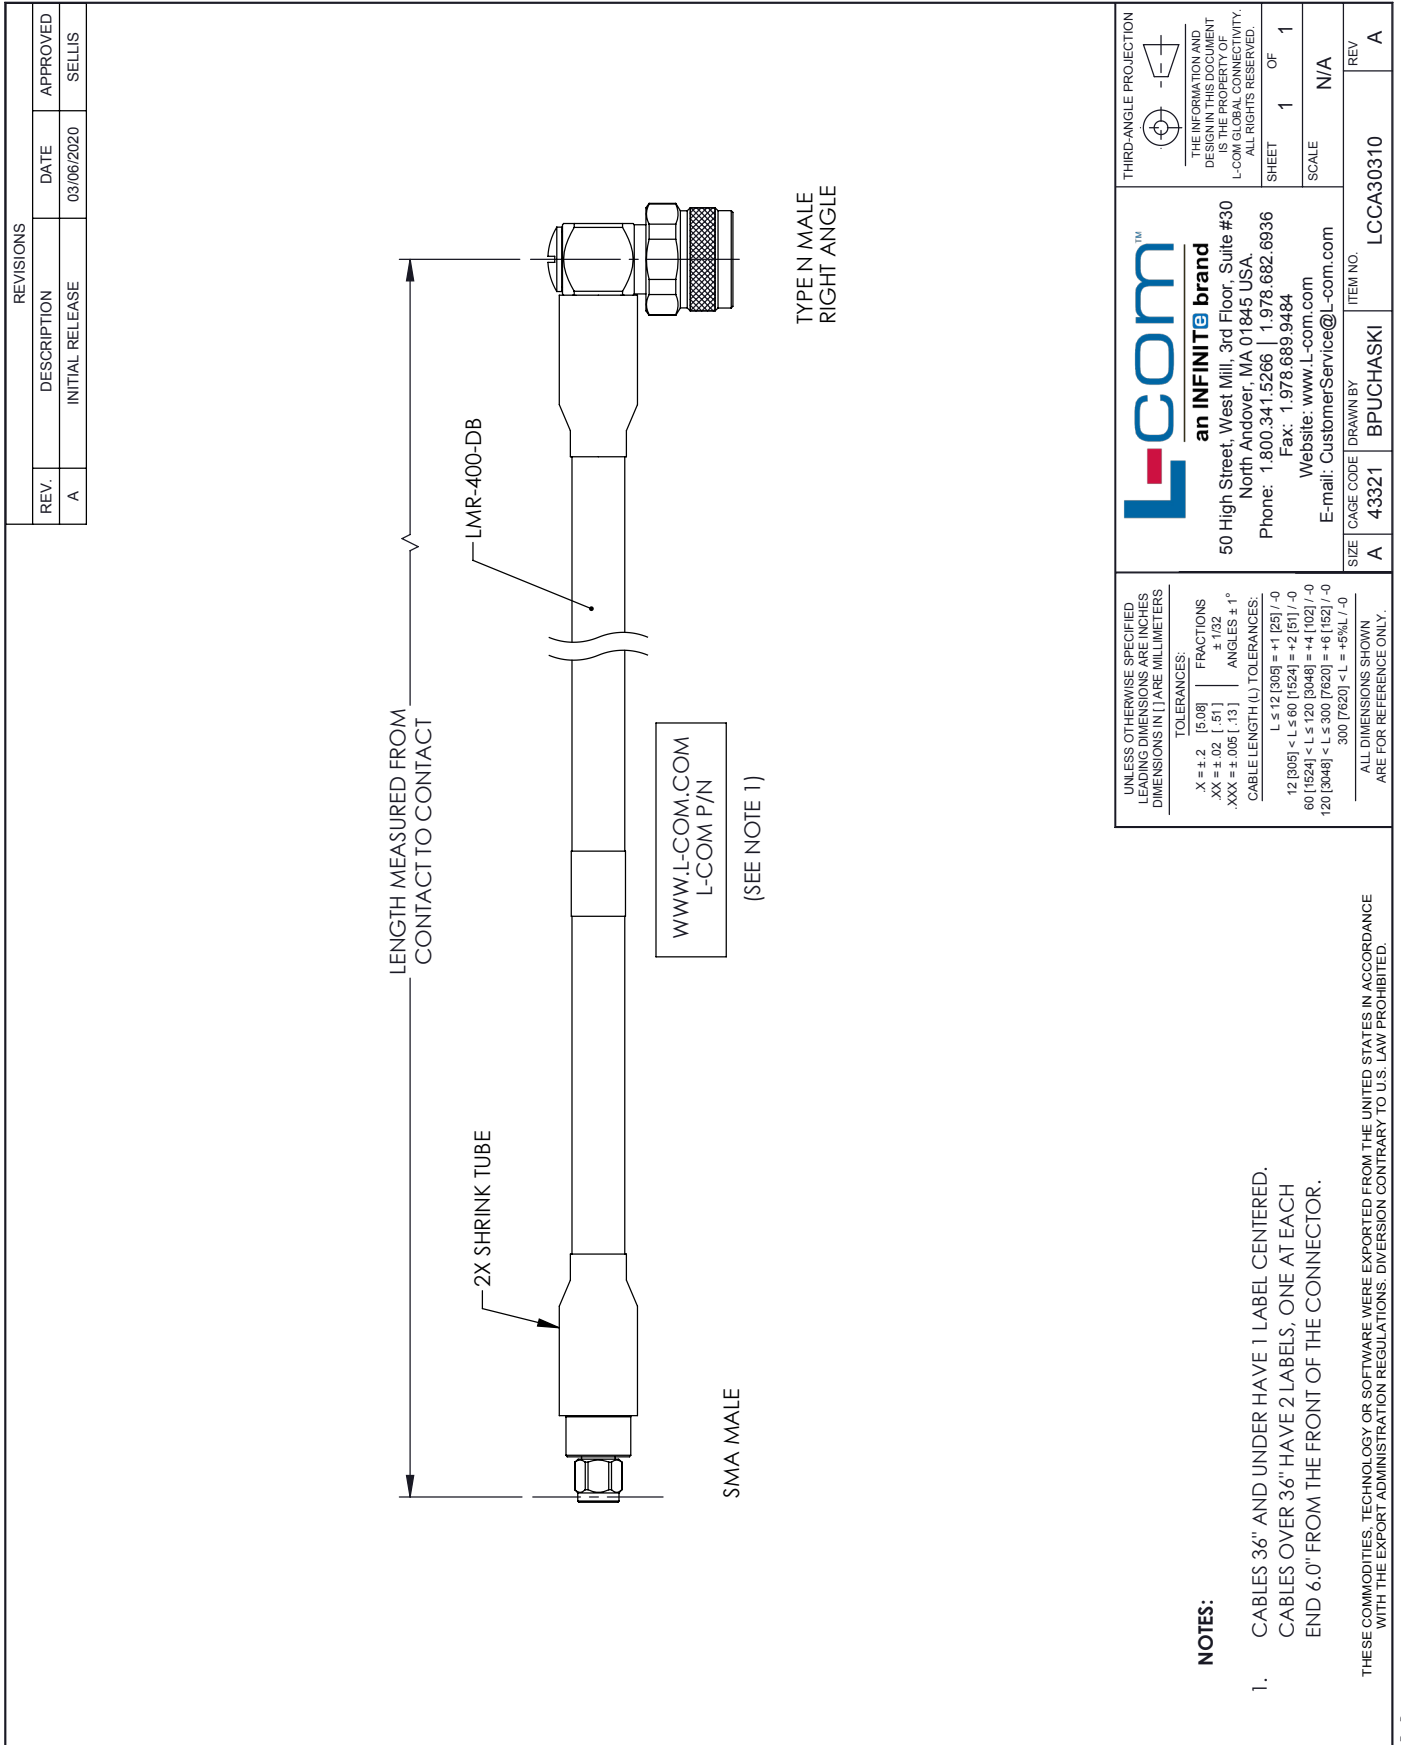 REVISIONS
REV. DESCRIPTION DATE APPROVED
A INITIAL RELEASE 03/06/2020 SELLIS
LENGTH MEASURED FROM
CONTACT TO CONTACT
2X SHRINK TUBE
LMR-400-DB
WWW.L-COM.COM
L-COM P/N
(SEE NOTE 1)
SMA MALE
TYPE N MALE
RIGHT ANGLE
NOTES:
1. CABLES 36" AND UNDER HAVE 1 LABEL CENTERED.
CABLES OVER 36" HAVE 2 LABELS, ONE AT EACH
END 6.0" FROM THE FRONT OF THE CONNECTOR.
THESE COMMODITIES, TECHNOLOGY OR SOFTWARE WERE EXPORTED FROM THE UNITED STATES IN ACCORDANCE
WITH THE EXPORT ADMINISTRATION REGULATIONS. DIVERSION CONTRARY TO U.S. LAW PROHIBITED.
UNLESS OTHERWISE SPECIFIED
LEADING DIMENSIONS ARE INCHES
DIMENSIONS IN [ ] ARE MILLIMETERS
TOLERANCES:
.X = ± .2 [5.08] FRACTIONS
.XX = ± .02 [ .51 ] ± 1/32
.XXX = ± .005 [ .13 ] ANGLES ± 1°
CABLE LENGTH (L) TOLERANCES:
L ≤ 12 [305] = +1 [25] / -0
12 [305] < L ≤ 60 [1524] = +2 [51] / -0
60 [1524] < L ≤ 120 [3048] = +4 [102] / -0
120 [3048] < L ≤ 300 [7620] = +6 [152] / -0
300 [7620] < L = +5%L / -0
ALL DIMENSIONS SHOWN
ARE FOR REFERENCE ONLY.
L-com™
an INFINITe brand
50 High Street, West Mill, 3rd Floor, Suite #30
North Andover, MA 01845 USA.
Phone: 1.800.341.5266 | 1.978.682.6936
Fax: 1.978.689.9484
Website: www.L-com.com
E-mail: CustomerService@L-com.com
THIRD-ANGLE PROJECTION
THE INFORMATION AND
DESIGN IN THIS DOCUMENT
IS THE PROPERTY OF
L-COM GLOBAL CONNECTIVITY.
ALL RIGHTS RESERVED.
SHEET 1 OF 1
SCALE N/A
SIZE A
CAGE CODE 43321
DRAWN BY BPUCHASKI
ITEM NO. LCCA30310
REV A